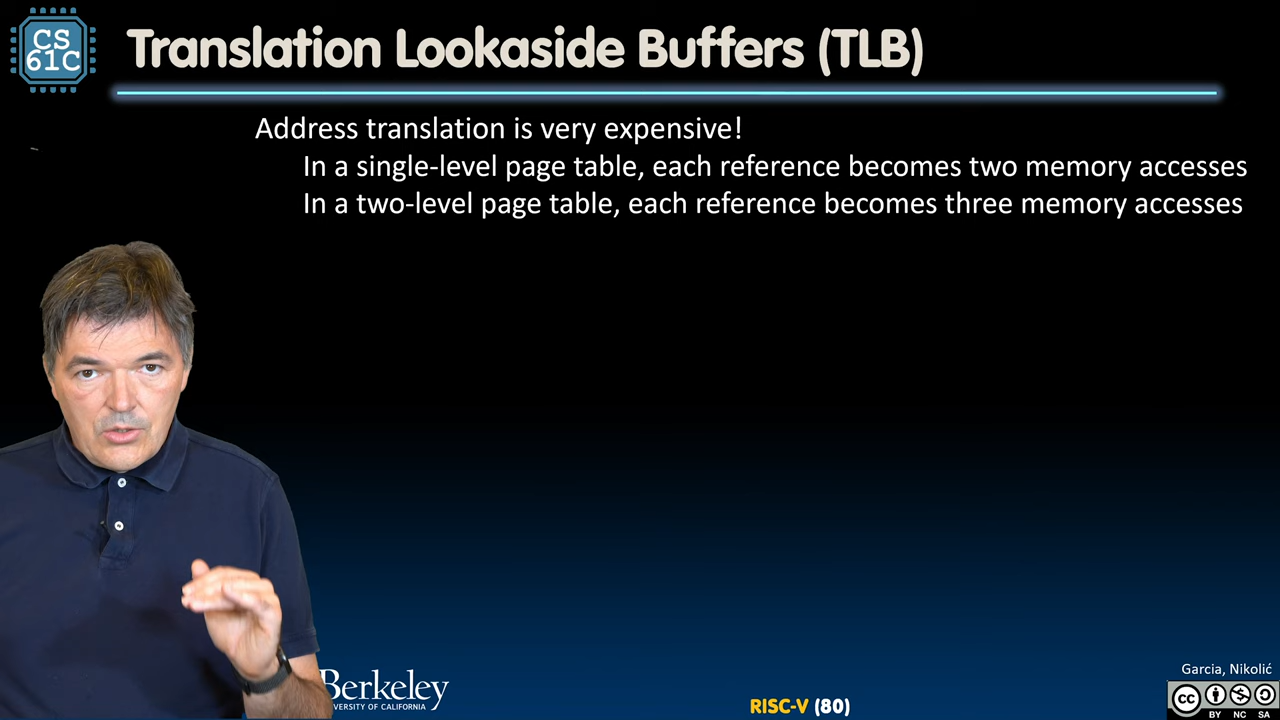 CS
61C
Translation Lookaside Buffers (TLB)
Address translation is very expensive!
In a single-level page table, each reference becomes two memory accesses
In a two-level page table, each reference becomes three memory accesses
Berkeley
UNIVERSITY OF CALIFORNIA
RISC-V (80)
Garcia, Nikolić
cc
BY NC SA